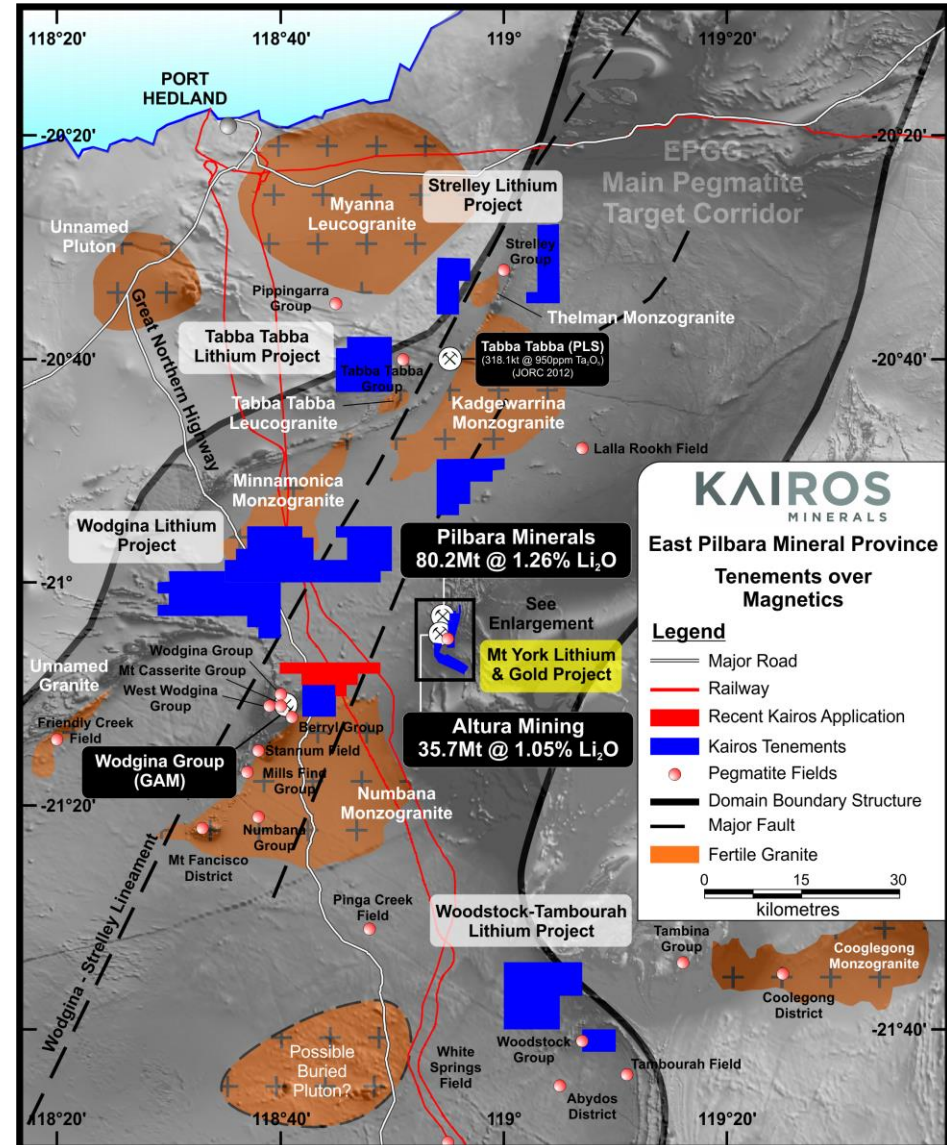 118°20'
118°40'
119°
119°20'
PORT
HEDLAND
-20°20'
-20°20'
EPGG
Main Pegmatite
Target Corridor
Strelley Lithium
Project
Myanna
Leucogranite
Unnamed
Pluton
Strelley
Group
Pippingarra
Group
Thelman Monzogranite
Great Northern Highway
Tabba Tabba
Lithium Project
Tabba Tabba (PLS)
(318.1kt @ 950ppm Ta₂O₅)
(JORC 2012)
-20°40'
-20°40'
Tabba Tabba
Group
Tabba Tabba
Leucogranite
Kadgewarrina
Monzogranite
Lalla Rookh Field
Minnamonica
Monzogranite
Wodgina Lithium
Project
Pilbara Minerals
80.2Mt @ 1.26% Li₂O
-21°
See
Enlargement
Mt York Lithium
& Gold Project
Altura Mining
35.7Mt @ 1.05% Li₂O
Wodgina Group
Mt Casserite Group
West Wodgina
Group
Unnamed
Granite
Friendly Creek
Field
Berryl Group
Wodgina Group
(GAM)
Stannum Field
Mills Find
Group
Numbana
Monzogranite
-21°20'
Numbana
Group
Mt Fancisco
District
Wodgina - Strelley Lineament
Pinga Creek
Field
Woodstock-Tambourah
Lithium Project
Tambina
Group
Cooglegong
Monzogranite
Coolegong
District
-21°40'
Woodstock
Group
Tambourah Field
Abydos
District
White
Springs
Field
Possible
Buried
Pluton?
118°20'
118°40'
119°
119°20'
KAIROS
MINERALS
East Pilbara Mineral Province
Tenements over
Magnetics
Legend
Major Road
Railway
Recent Kairos Application
Kairos Tenements
Pegmatite Fields
Domain Boundary Structure
Major Fault
Fertile Granite
0 15 30
kilometres